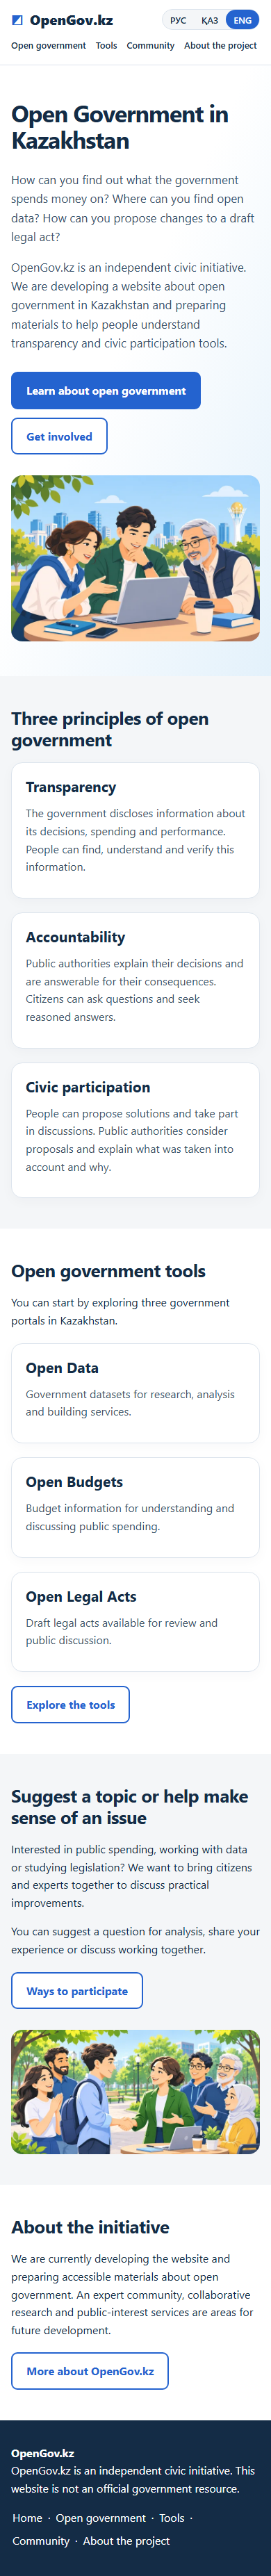 OpenGov.kz
РУС ҚАЗ ENG
Open government Tools Community About the project
Open Government in
Kazakhstan
How can you find out what the government
spends money on? Where can you find open
data? How can you propose changes to a draft
legal act?
OpenGov.kz is an independent civic initiative.
We are developing a website about open
government in Kazakhstan and preparing
materials to help people understand
transparency and civic participation tools.
Learn about open government
Get involved
Three principles of open
government
Transparency
The government discloses information about
its decisions, spending and performance.
People can find, understand and verify this
information.
Accountability
Public authorities explain their decisions and
are answerable for their consequences.
Citizens can ask questions and seek
reasoned answers.
Civic participation
People can propose solutions and take part
in discussions. Public authorities consider
proposals and explain what was taken into
account and why.
Open government tools
You can start by exploring three government
portals in Kazakhstan.
Open Data
Government datasets for research, analysis
and building services.
Open Budgets
Budget information for understanding and
discussing public spending.
Open Legal Acts
Draft legal acts available for review and
public discussion.
Explore the tools
Suggest a topic or help make
sense of an issue
Interested in public spending, working with data
or studying legislation? We want to bring citizens
and experts together to discuss practical
improvements.
You can suggest a question for analysis, share your
experience or discuss working together.
Ways to participate
About the initiative
We are currently developing the website and
preparing accessible materials about open
government. An expert community, collaborative
research and public-interest services are areas for
future development.
More about OpenGov.kz
OpenGov.kz
OpenGov.kz is an independent civic initiative. This
website is not an official government resource.
Home · Open government · Tools ·
Community · About the project